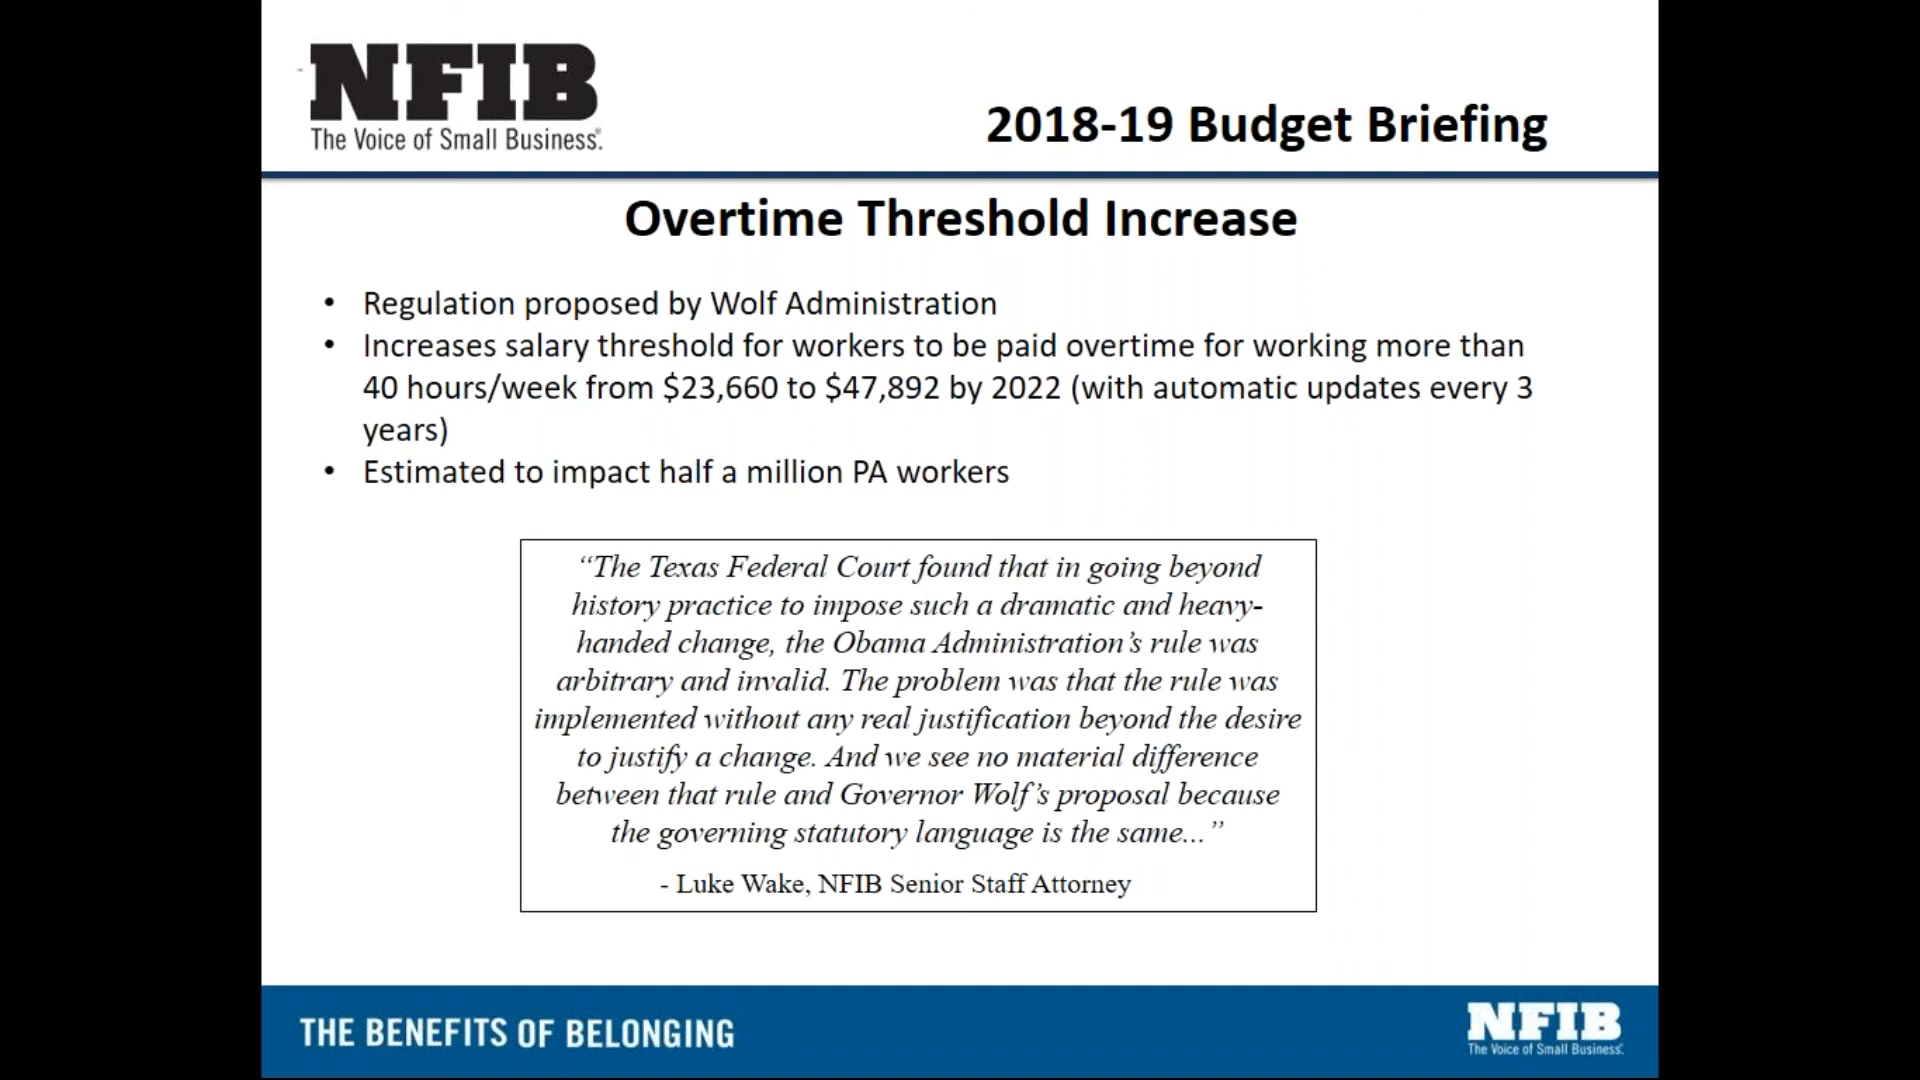 NFIB
The Voice of Small Business.®
2018-19 Budget Briefing
Overtime Threshold Increase
• Regulation proposed by Wolf Administration
• Increases salary threshold for workers to be paid overtime for working more than
40 hours/week from $23,660 to $47,892 by 2022 (with automatic updates every 3
years)
• Estimated to impact half a million PA workers
“The Texas Federal Court found that in going beyond
history practice to impose such a dramatic and heavy-
handed change, the Obama Administration’s rule was
arbitrary and invalid. The problem was that the rule was
implemented without any real justification beyond the desire
to justify a change. And we see no material difference
between that rule and Governor Wolf’s proposal because
the governing statutory language is the same...”
- Luke Wake, NFIB Senior Staff Attorney
THE BENEFITS OF BELONGING
NFIB
The Voice of Small Business.®